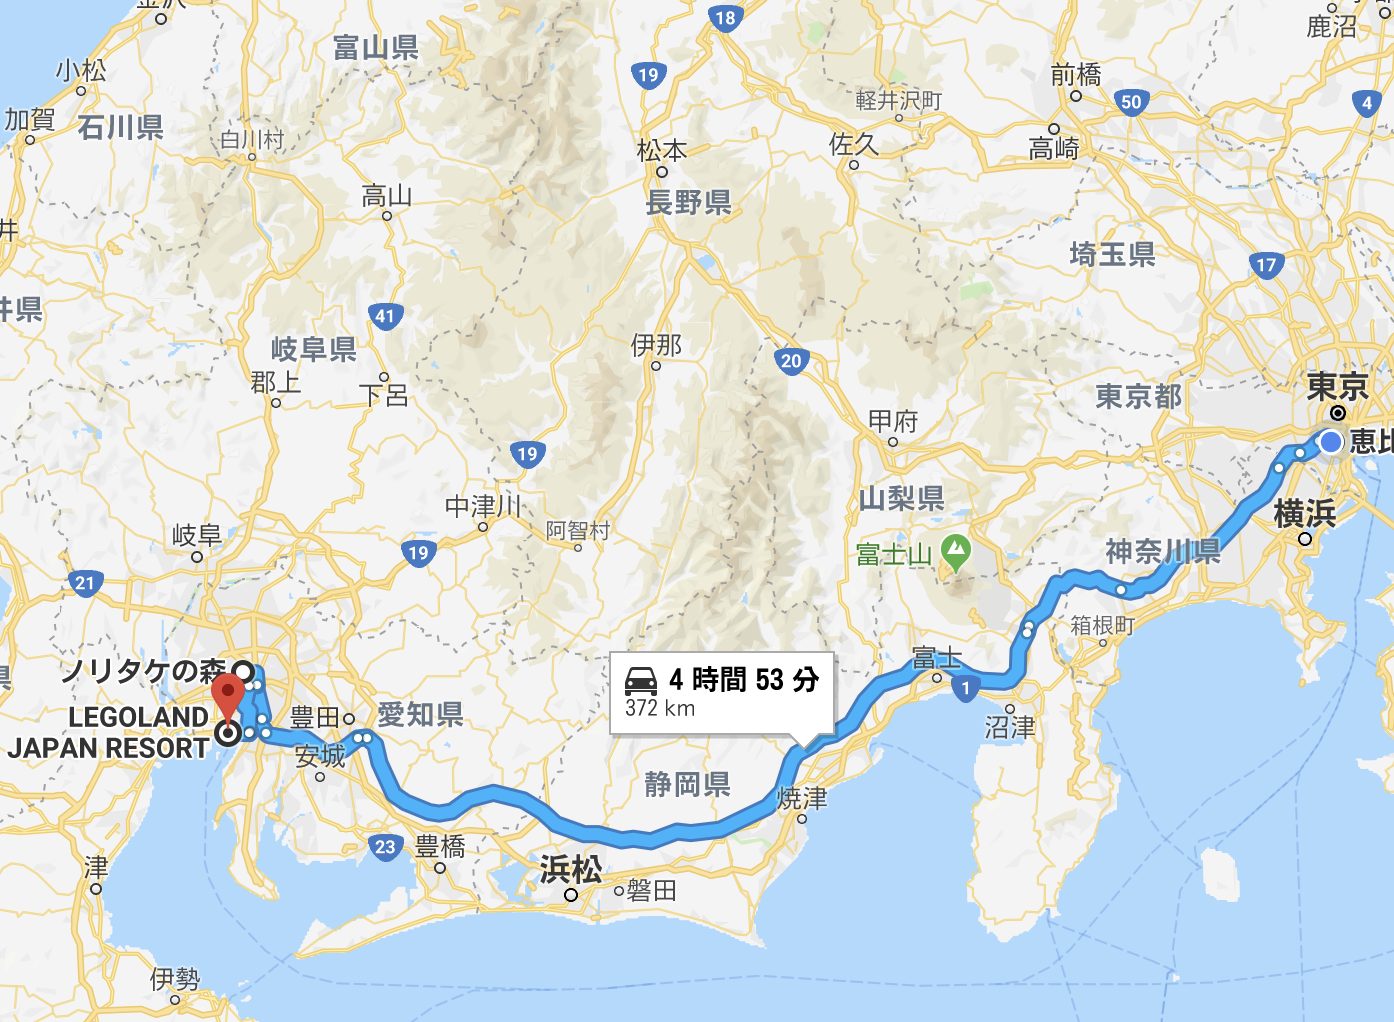 18
富山県
鹿沼
小松
19
前橋
50
4
軽井沢町
加賀
石川県
白川村
松本
佐久
高崎
高山
長野県
井
埼玉県
17
井県
41
岐阜県
伊那
20
郡上
下呂
東京都
東京
甲府
恵比
19
山梨県
中津川
阿智村
横浜
岐阜
19
富士山
神奈川県
21
箱根町
富士
ノリタケの森
4 時間 53 分
372 km
1
LEGOLAND
JAPAN RESORT
豊田
愛知県
沼津
安城
静岡県
焼津
23
豊橋
浜松
磐田
津
伊勢